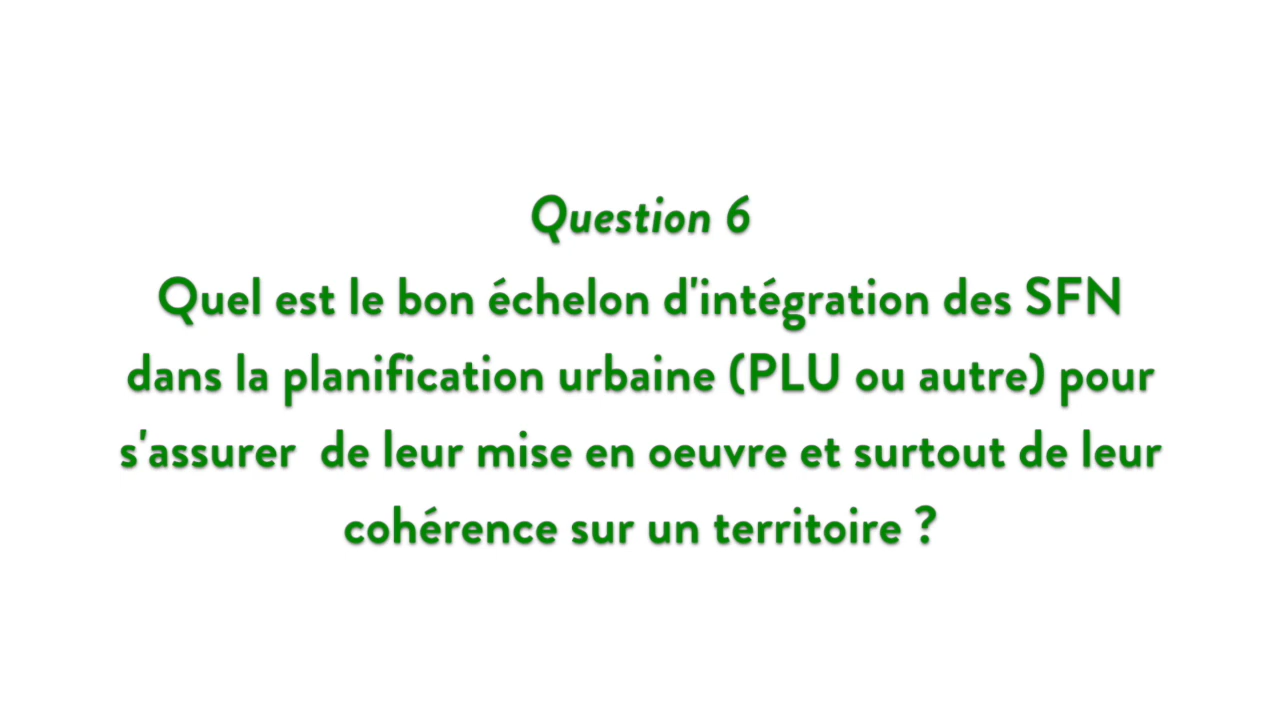 Question 6
Quel est le bon échelon d'intégration des SFN
dans la planification urbaine (PLU ou autre) pour
s'assurer  de leur mise en oeuvre et surtout de leur
cohérence sur un territoire ?